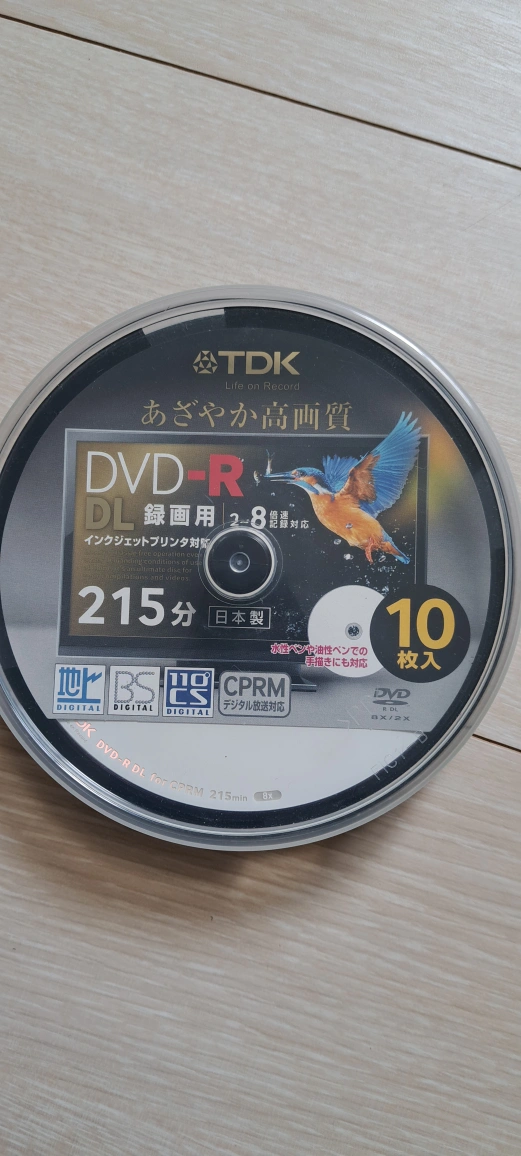 TDK
Life on Record
あざやか高画質
DVD-R
DL 録画用 2-8倍速記録対応
インクジェットプリンタ対
215分 日本製
水性ペンや油性ペンでの
手描きにも対応
10
枚入
地上 DIGITAL BS DIGITAL 110°CS DIGITAL CPRM デジタル放送対応
DVD
R DL
8X/2X
DVD-R DL for CPRM 215min 8X